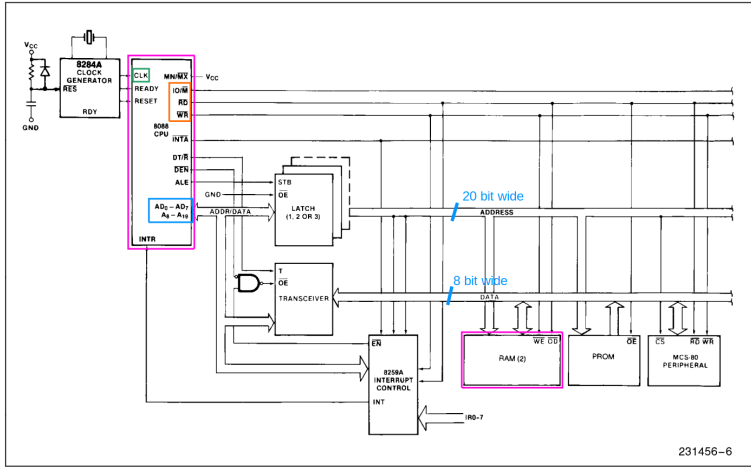 VCC
8284A
CLOCK
GENERATOR
RES
RDY
GND
CLK
READY
RESET
8088
CPU
MN/MX
VCC
IO/M
RD
WR
INTA
DT/R
DEN
ALE
AD0 – AD7
A8 – A19
INTR
GND
ADDR/DATA
STB
OE
LATCH
(1, 2 OR 3)
20 bit wide
ADDRESS
T
OE
TRANSCEIVER
8 bit wide
DATA
EN
8259A
INTERRUPT
CONTROL
INT
IR0-7
WE OD
RAM (2)
OE
PROM
CS
RD WR
MCS-80
PERIPHERAL
231456–6